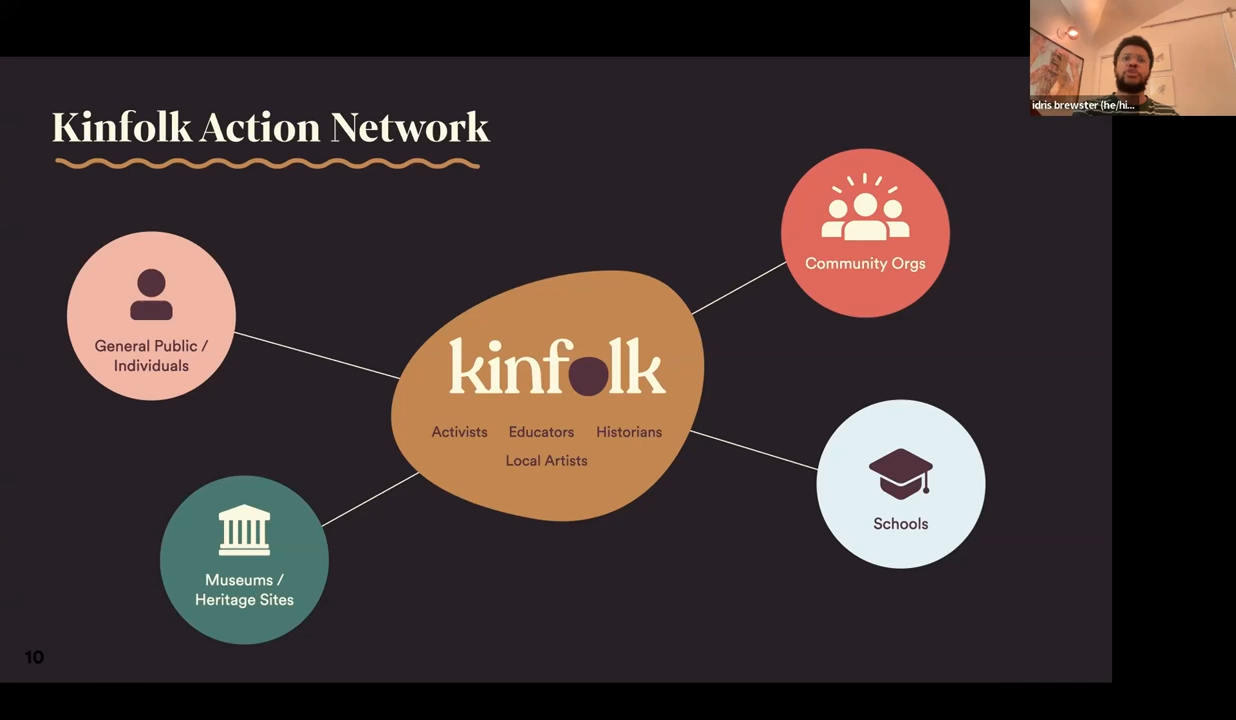 idris brewster (he/hi...
Kinfolk Action Network
Community Orgs
General Public /
Individuals
kinfolk
Activists Educators Historians
Local Artists
Schools
Museums /
Heritage Sites
10